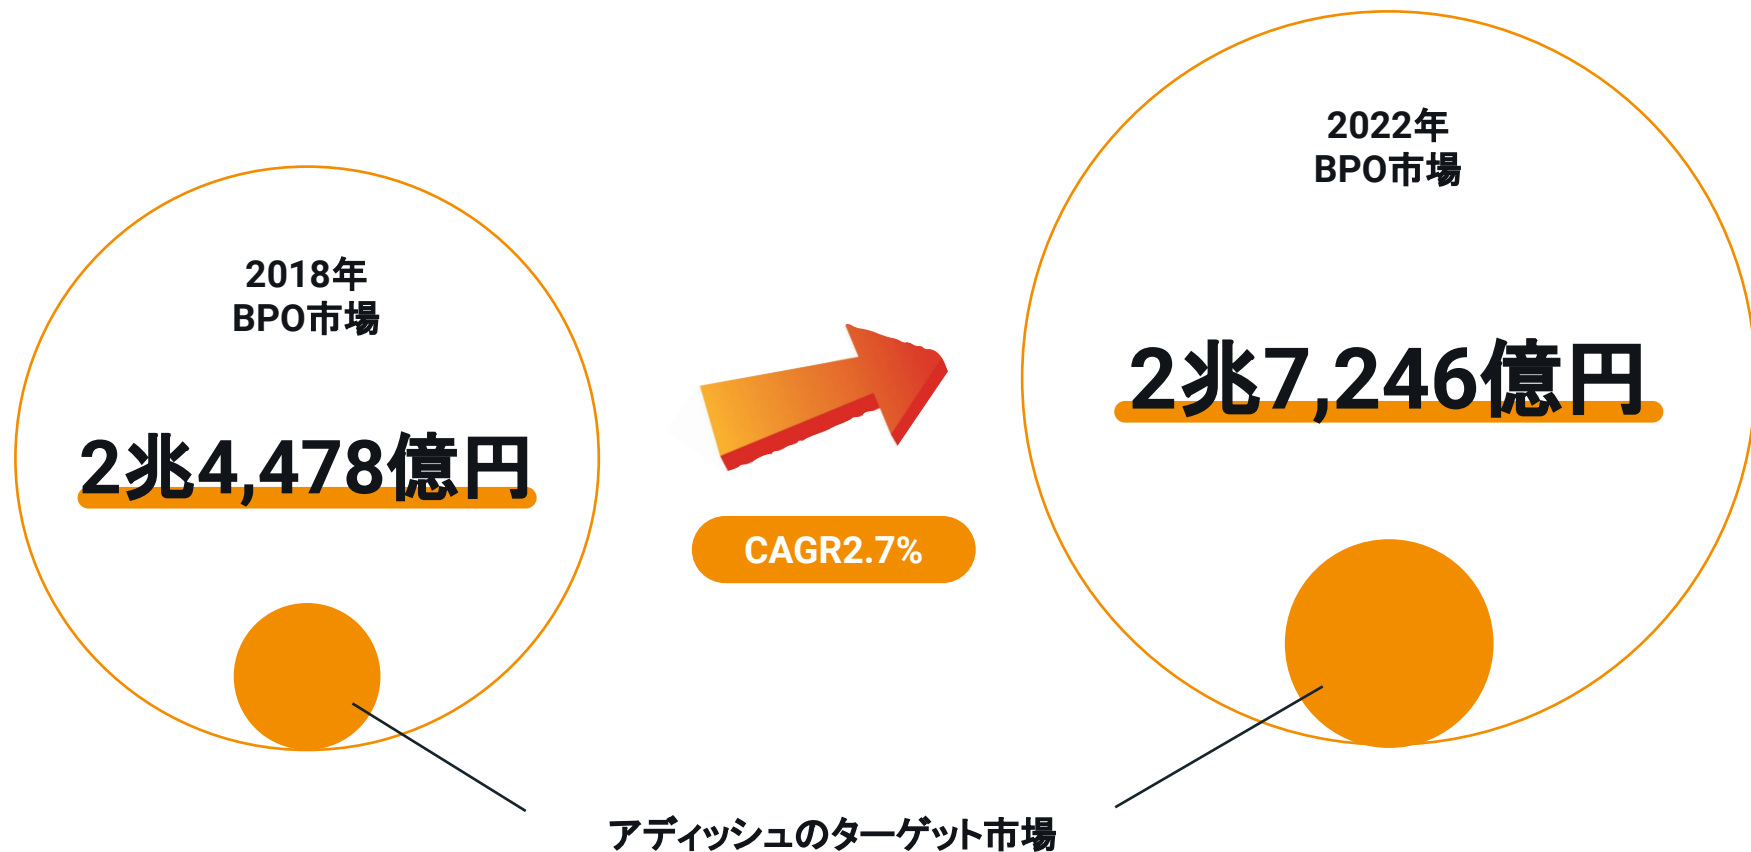 2018年
BPO市場
2兆4,478億円
CAGR2.7%
2022年
BPO市場
2兆7,246億円
アディッシュのターゲット市場